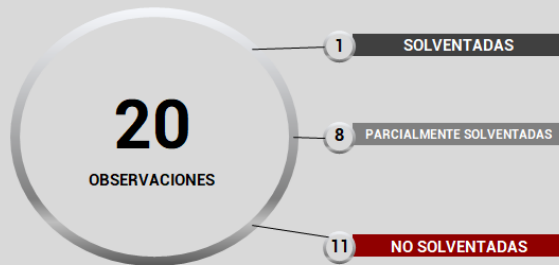 20
OBSERVACIONES
1 SOLVENTADAS
8 PARCIALMENTE SOLVENTADAS
11 NO SOLVENTADAS